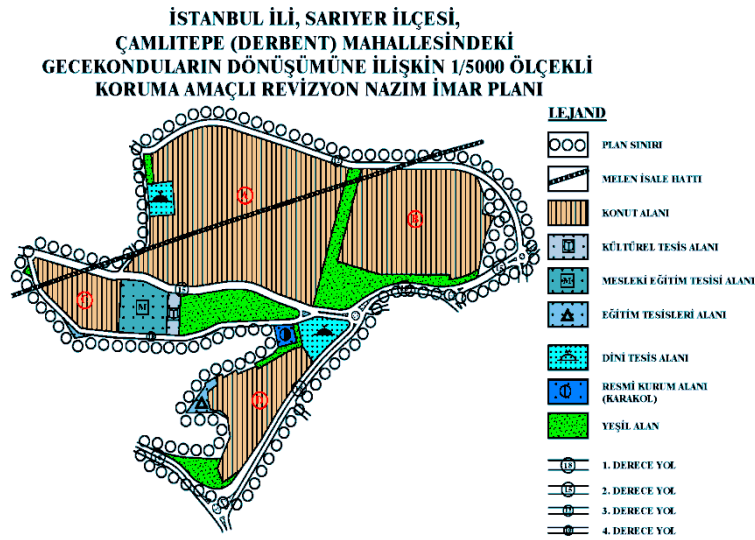 İSTANBUL İLİ, SARIYER İLÇESİ,
ÇAMLITEPE (DERBENT) MAHALLESİNDEKİ
GECEKONDULARIN DÖNÜŞÜMÜNE İLİŞKİN 1/5000 ÖLÇEKLİ
KORUMA AMAÇLI REVİZYON NAZIM İMAR PLANI
LEJAND
PLAN SINIRI
MELEN İSALE HATTI
KONUT ALANI
KÜLTÜREL TESİS ALANI
M MESLEKİ EĞİTİM TESİSİ ALANI
EĞİTİM TESİSLERİ ALANI
DİNİ TESİS ALANI
RESMİ KURUM ALANI
(KARAKOL)
YEŞİL ALAN
18 1. DERECE YOL
15 2. DERECE YOL
3. DERECE YOL
4. DERECE YOL
M
15